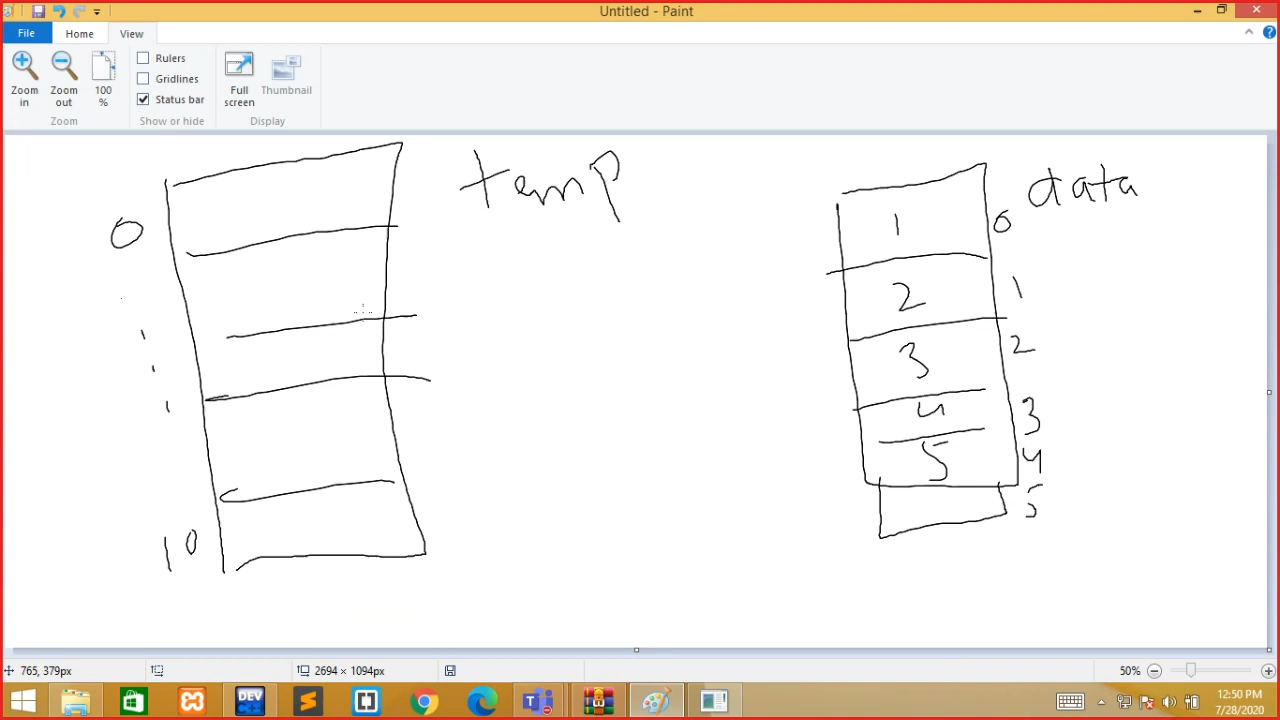 Untitled - Paint
File Home View
Zoom in
Zoom out
100 %
Rulers
Gridlines
Status bar
Full screen
Thumbnail
Zoom
Show or hide
Display
temp
data
0
10
1 0
2 1
3 2
4 3
5 4
5
765, 379px
2694 × 1094px
50%
DEV
12:50 PM
7/28/2020